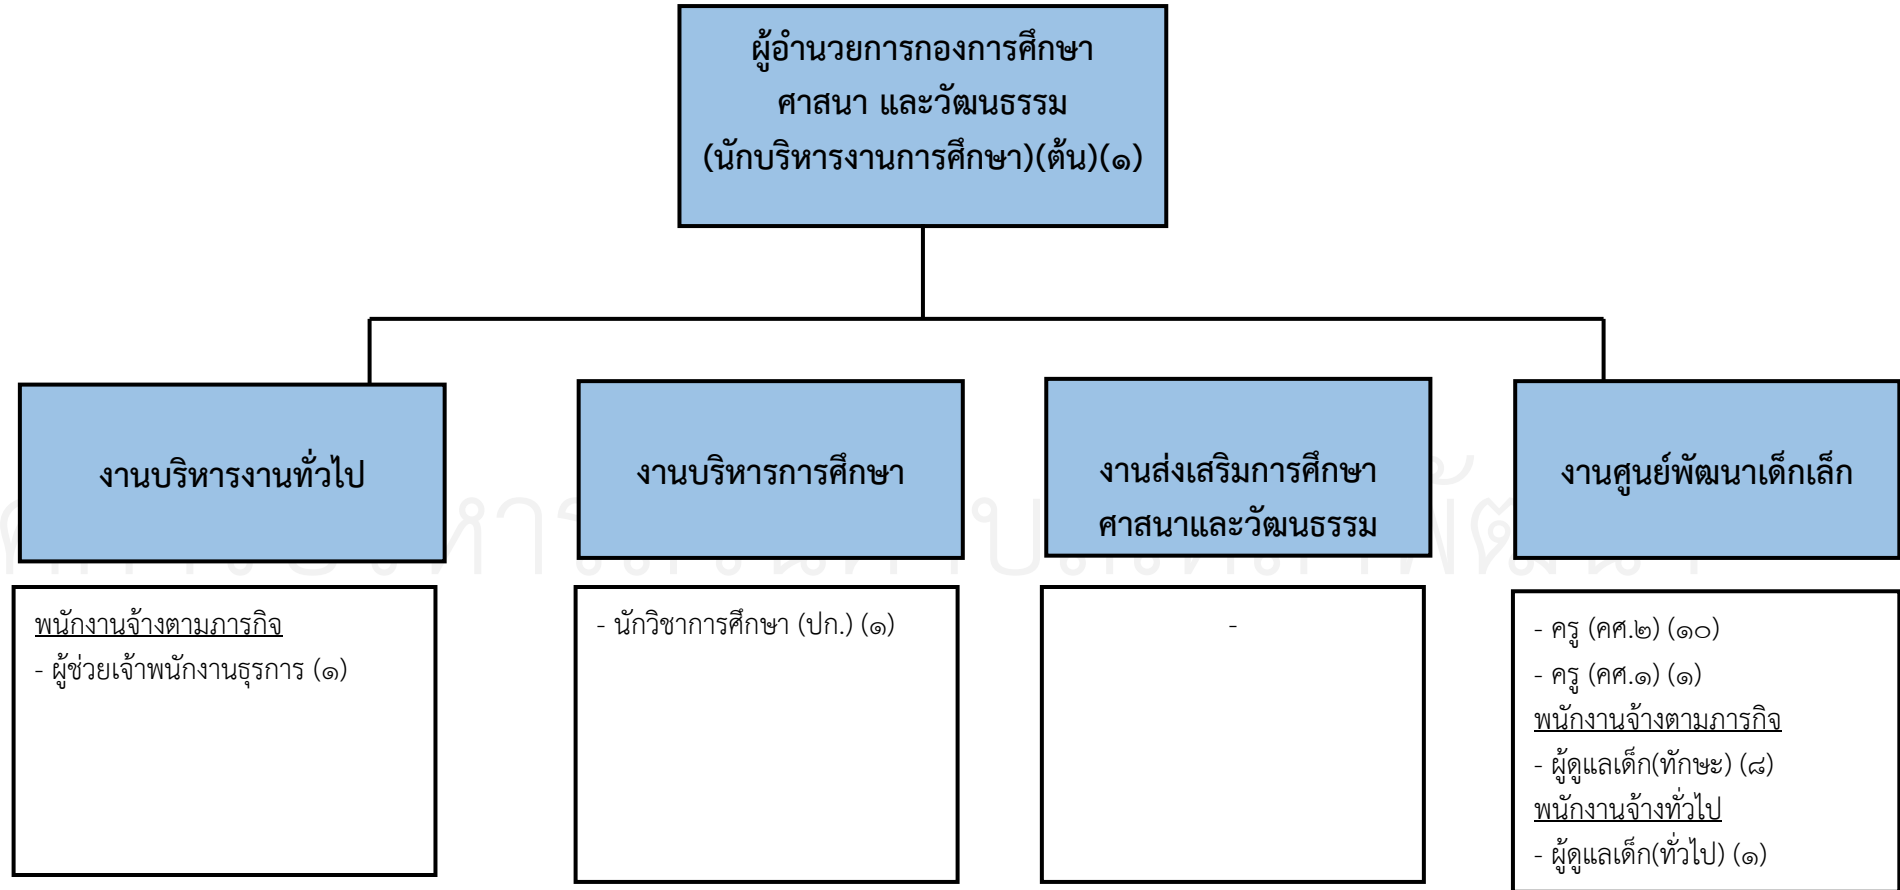 ผู้อำนวยการกองการศึกษา
ศาสนา และวัฒนธรรม
(นักบริหารงานการศึกษา)(ต้น)(๑)
งานบริหารงานทั่วไป
งานบริหารการศึกษา
งานส่งเสริมการศึกษา
ศาสนาและวัฒนธรรม
งานศูนย์พัฒนาเด็กเล็ก
พนักงานจ้างตามภารกิจ
- ผู้ช่วยเจ้าพนักงานธุรการ (๑)
- นักวิชาการศึกษา (ปก.) (๑)
-
- ครู (คศ.๒) (๑๐)
- ครู (คศ.๑) (๑)
พนักงานจ้างตามภารกิจ
- ผู้ดูแลเด็ก(ทักษะ) (๘)
พนักงานจ้างทั่วไป
- ผู้ดูแลเด็ก(ทั่วไป) (๑)